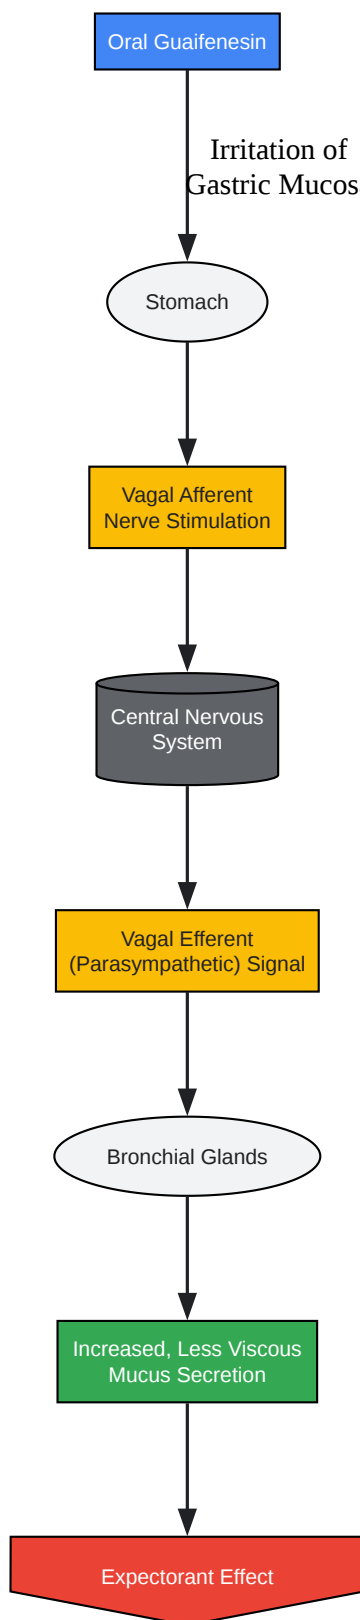 Oral Guaifenesin
Irritation of
Gastric Mucos
Stomach
Vagal Afferent
Nerve Stimulation
Central Nervous
System
Vagal Efferent
(Parasympathetic) Signal
Bronchial Glands
Increased, Less Viscous
Mucus Secretion
Expectorant Effect